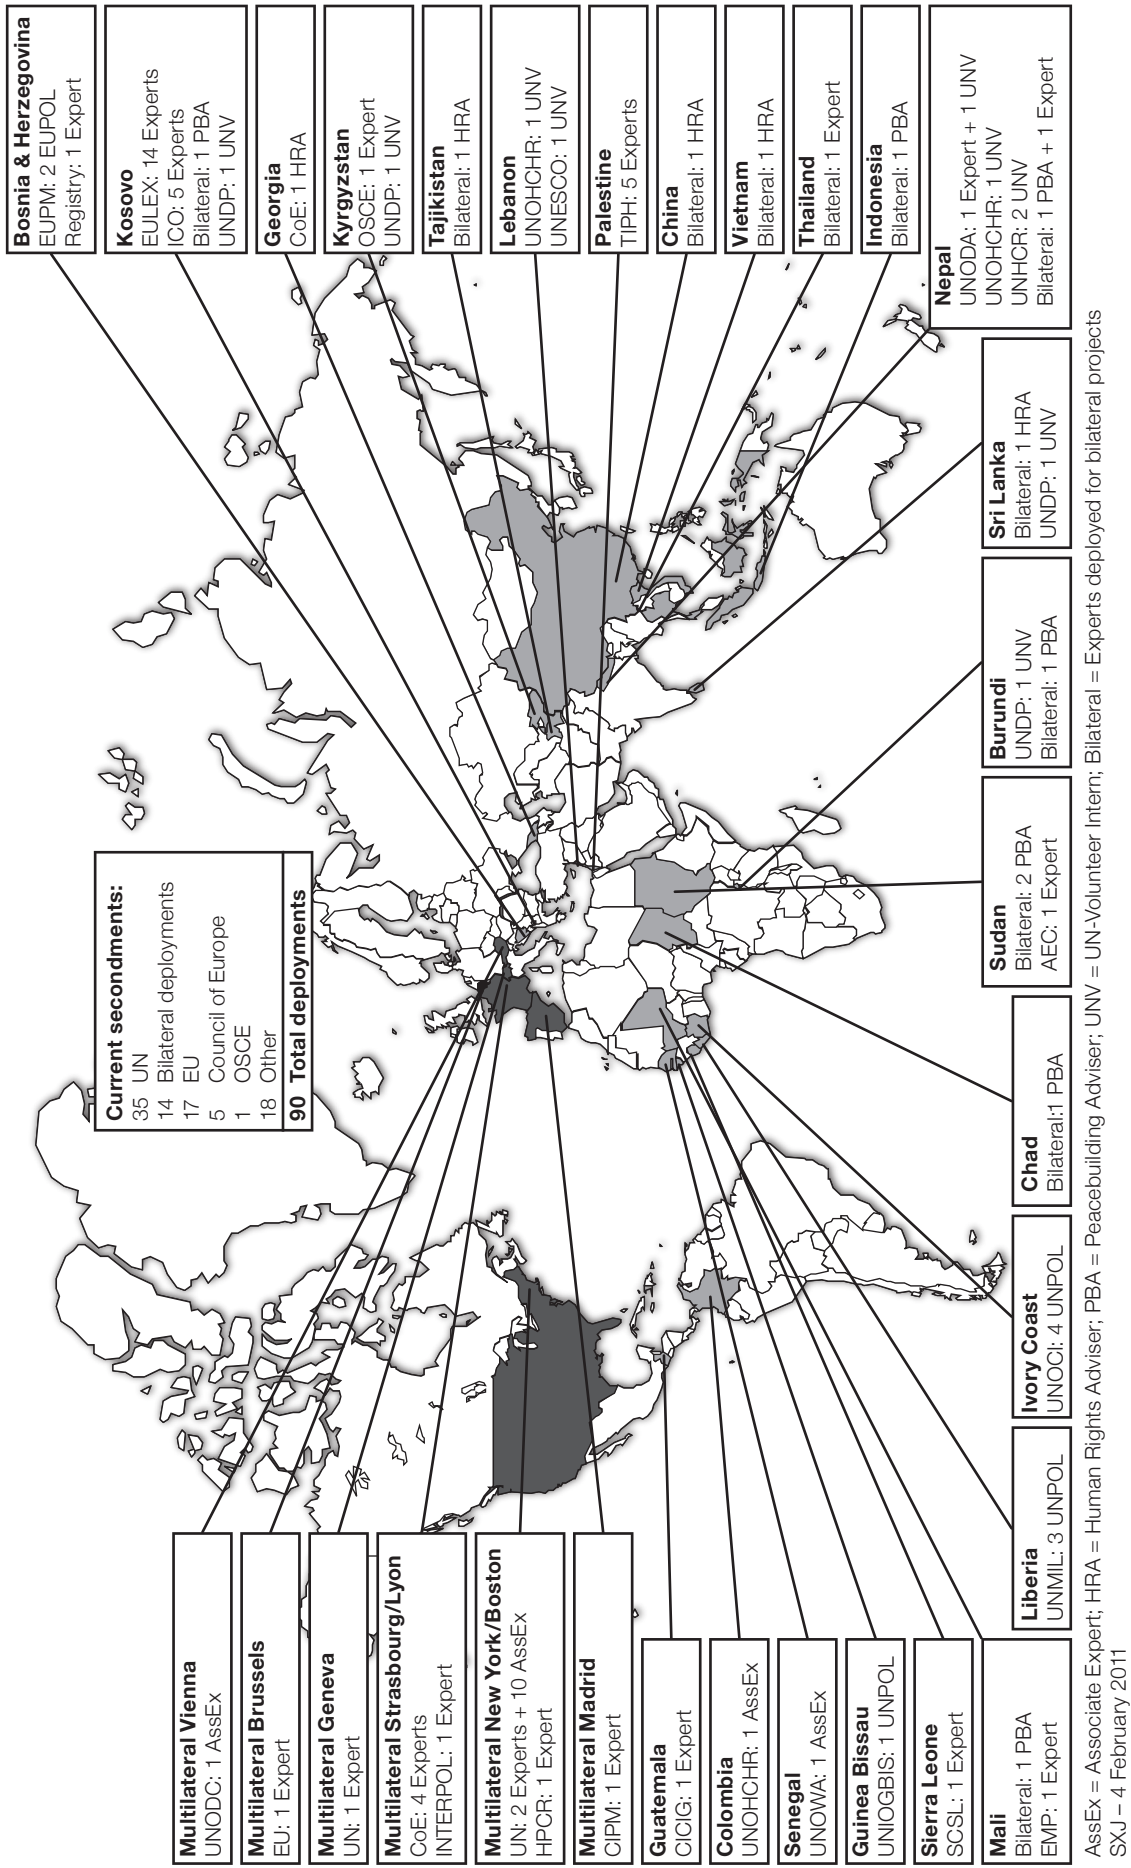 Current secondments:
35 UN
14 Bilateral deployments
17 EU
5 Council of Europe
1 OSCE
18 Other
90 Total deployments
Multilateral Vienna
UNODC: 1 AssEx
Multilateral Brussels
EU: 1 Expert
Multilateral Geneva
UN: 1 Expert
Multilateral Strasbourg/Lyon
CoE: 4 Experts
INTERPOL: 1 Expert
Multilateral New York/Boston
UN: 2 Experts + 10 AssEx
HPCR: 1 Expert
Multilateral Madrid
CIPM: 1 Expert
Guatemala
CICIG: 1 Expert
Colombia
UNOHCHR: 1 AssEx
Senegal
UNOWA: 1 AssEx
Guinea Bissau
UNIOGBIS: 1 UNPOL
Sierra Leone
SCSL: 1 Expert
Mali
Bilateral: 1 PBA
EMP: 1 Expert
Liberia
UNMIL: 3 UNPOL
Ivory Coast
UNOCI: 4 UNPOL
Chad
Bilateral:1 PBA
Sudan
Bilateral: 2 PBA
AEC: 1 Expert
Burundi
UNDP: 1 UNV
Bilateral: 1 PBA
Sri Lanka
Bilateral: 1 HRA
UNDP: 1 UNV
Bosnia & Herzegovina
EUPM: 2 EUPOL
Registry: 1 Expert
Kosovo
EULEX: 14 Experts
ICO: 5 Experts
Bilateral: 1 PBA
UNDP: 1 UNV
Georgia
CoE: 1 HRA
Kyrgyzstan
OSCE: 1 Expert
UNDP: 1 UNV
Tajikistan
Bilateral: 1 HRA
Lebanon
UNOHCHR: 1 UNV
UNESCO: 1 UNV
Palestine
TIPH: 5 Experts
China
Bilateral: 1 HRA
Vietnam
Bilateral: 1 HRA
Thailand
Bilateral: 1 Expert
Indonesia
Bilateral: 1 PBA
Nepal
UNODA: 1 Expert + 1 UNV
UNOHCHR: 1 UNV
UNHCR: 2 UNV
Bilateral: 1 PBA + 1 Expert
AssEx = Associate Expert; HRA = Human Rights Adviser; PBA = Peacebuilding Adviser; UNV = UN-Volunteer Intern; Bilateral = Experts deployed for bilateral projects
SXJ – 4 February 2011